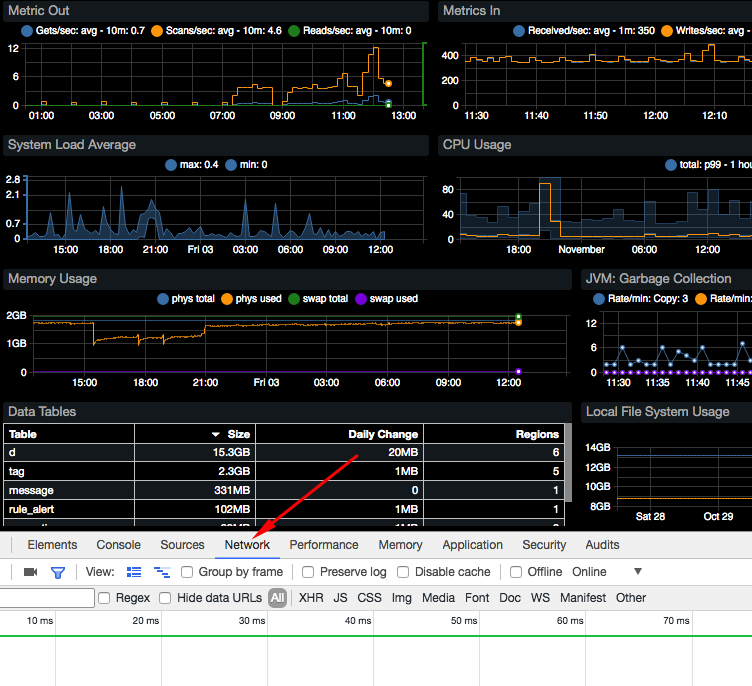 Metric Out
Gets/sec: avg - 10m: 0.7 Scans/sec: avg - 10m: 4.6 Reads/sec: avg - 10m: 0
12
6
0
01:00 03:00 05:00 07:00 09:00 11:00 13:00
Metrics In
Received/sec: avg - 1m: 350 Writes/sec: avg -
400
200
0
11:30 11:40 11:50 12:00 12:10
System Load Average
max: 0.4 min: 0
2.8
2.1
0.7
0
15:00 18:00 21:00 Fri 03 03:00 06:00 09:00 12:00
CPU Usage
total: p99 - 1 hou
80
40
0
18:00 November 06:00 12:00
Memory Usage
phys total phys used swap total swap used
2GB
1GB
0
15:00 18:00 21:00 Fri 03 03:00 06:00 09:00 12:00
JVM: Garbage Collection
Rate/min: Copy: 3 Rate/min:
12
6
0
11:30 11:35 11:40 11:45
Data Tables
Table Size Daily Change Regions
d 15.3GB 20MB 6
tag 2.3GB 1MB 5
message 331MB 0 1
rule_alert 102MB 1MB 1
Local File System Usage
14GB
12GB
10GB
8GB
Sat 28 Oct 29
Elements Console Sources Network Performance Memory Application Security Audits
View: Group by frame Preserve log Disable cache Offline Online
Regex Hide data URLs All XHR JS CSS Img Media Font Doc WS Manifest Other
10 ms 20 ms 30 ms 40 ms 50 ms 60 ms 70 ms